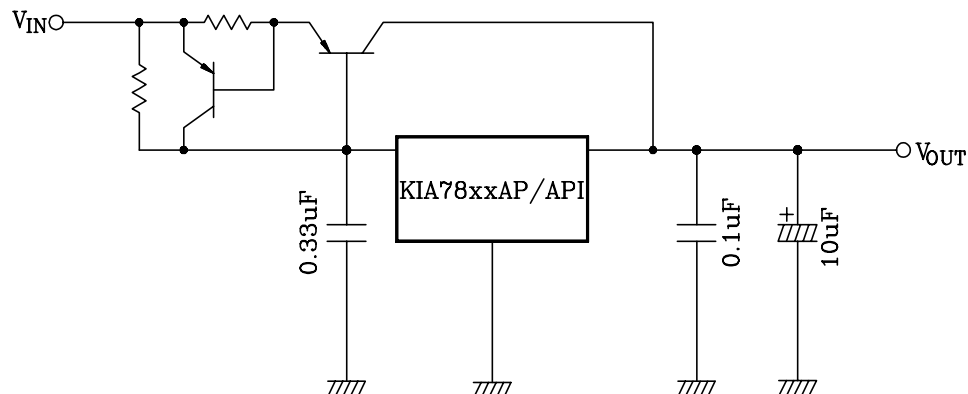 VIN
KIA78xxAP/API
VOUT
0.33uF
0.1uF
+
10uF